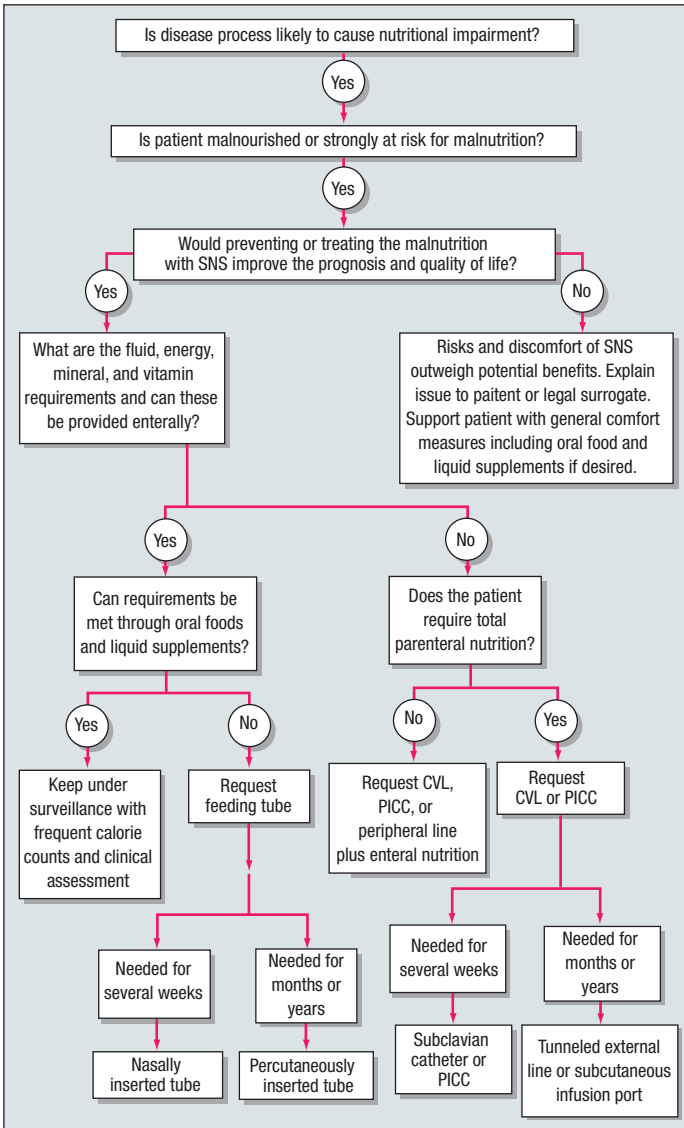 Is disease process likely to cause nutritional impairment?
Yes
Is patient malnourished or strongly at risk for malnutrition?
Yes
Would preventing or treating the malnutrition
with SNS improve the prognosis and quality of life?
Yes
No
What are the fluid, energy,
mineral, and vitamin
requirements and can these
be provided enterally?
Risks and discomfort of SNS
outweigh potential benefits. Explain
issue to paitent or legal surrogate.
Support patient with general comfort
measures including oral food and
liquid supplements if desired.
Yes
No
Can requirements be
met through oral foods
and liquid supplements?
Does the patient
require total
parenteral nutrition?
Yes
No
No
Yes
Keep under
surveillance with
frequent calorie
counts and clinical
assessment
Request
feeding tube
Request CVL,
PICC, or
peripheral line
plus enteral nutrition
Request
CVL or PICC
Needed for
several weeks
Needed for
months or
years
Needed for
several weeks
Needed for
months or
years
Nasally
inserted tube
Percutaneously
inserted tube
Subclavian
catheter or
PICC
Tunneled external
line or subcutaneous
infusion port